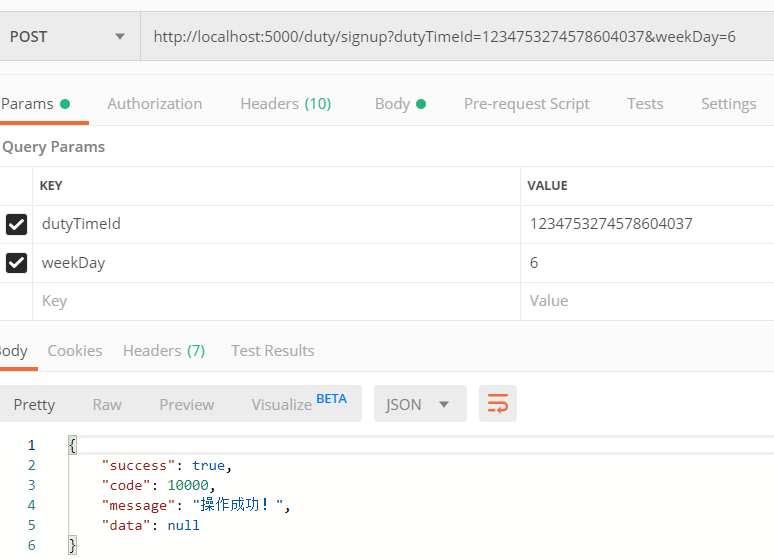 POST http://localhost:5000/duty/signup?dutyTimeId=1234753274578604037&weekDay=6
Params Authorization Headers (10) Body Pre-request Script Tests Settings
Query Params
KEY VALUE
dutyTimeId 1234753274578604037
weekDay 6
Key Value
ody Cookies Headers (7) Test Results
Pretty Raw Preview Visualize BETA JSON
1 {
2 "success": true,
3 "code": 10000,
4 "message": "操作成功！",
5 "data": null
6 }